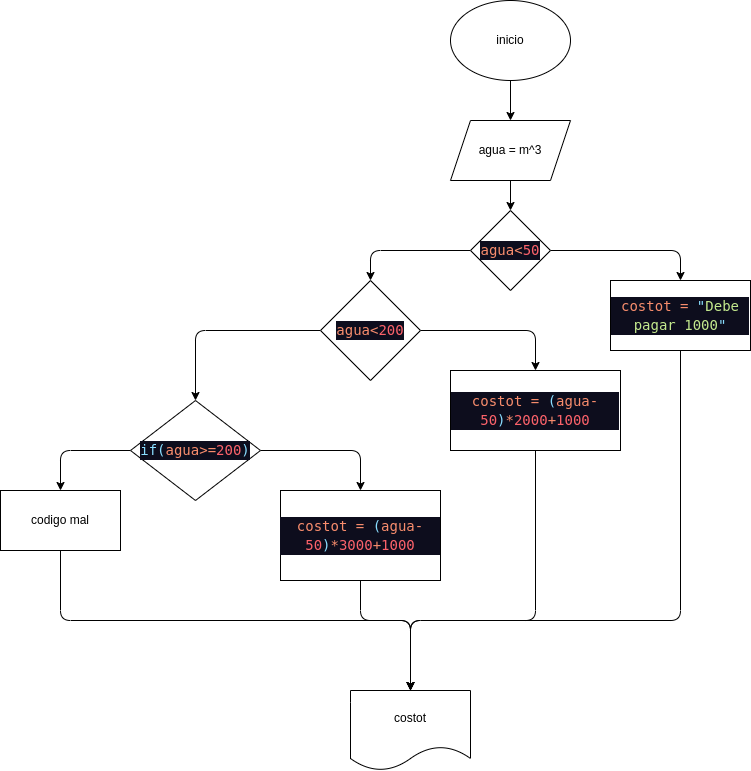 inicio
agua = m^3
agua<50
costot = "Debe
pagar 1000"
agua<200
costot = (agua-
50)*2000+1000
if(agua>=200)
codigo mal
costot = (agua-
50)*3000+1000
costot